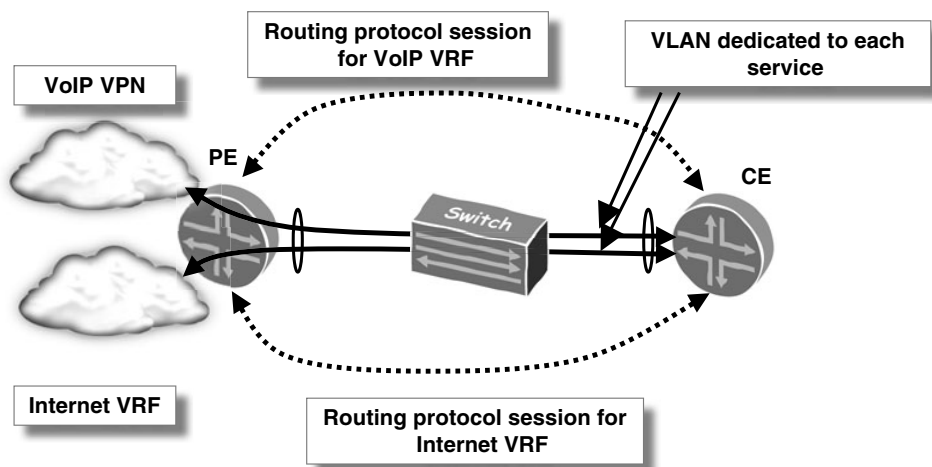 Routing protocol session
for VoIP VRF
VLAN dedicated to each
service
VoIP VPN
PE
CE
Switch
Internet VRF
Routing protocol session for
Internet VRF